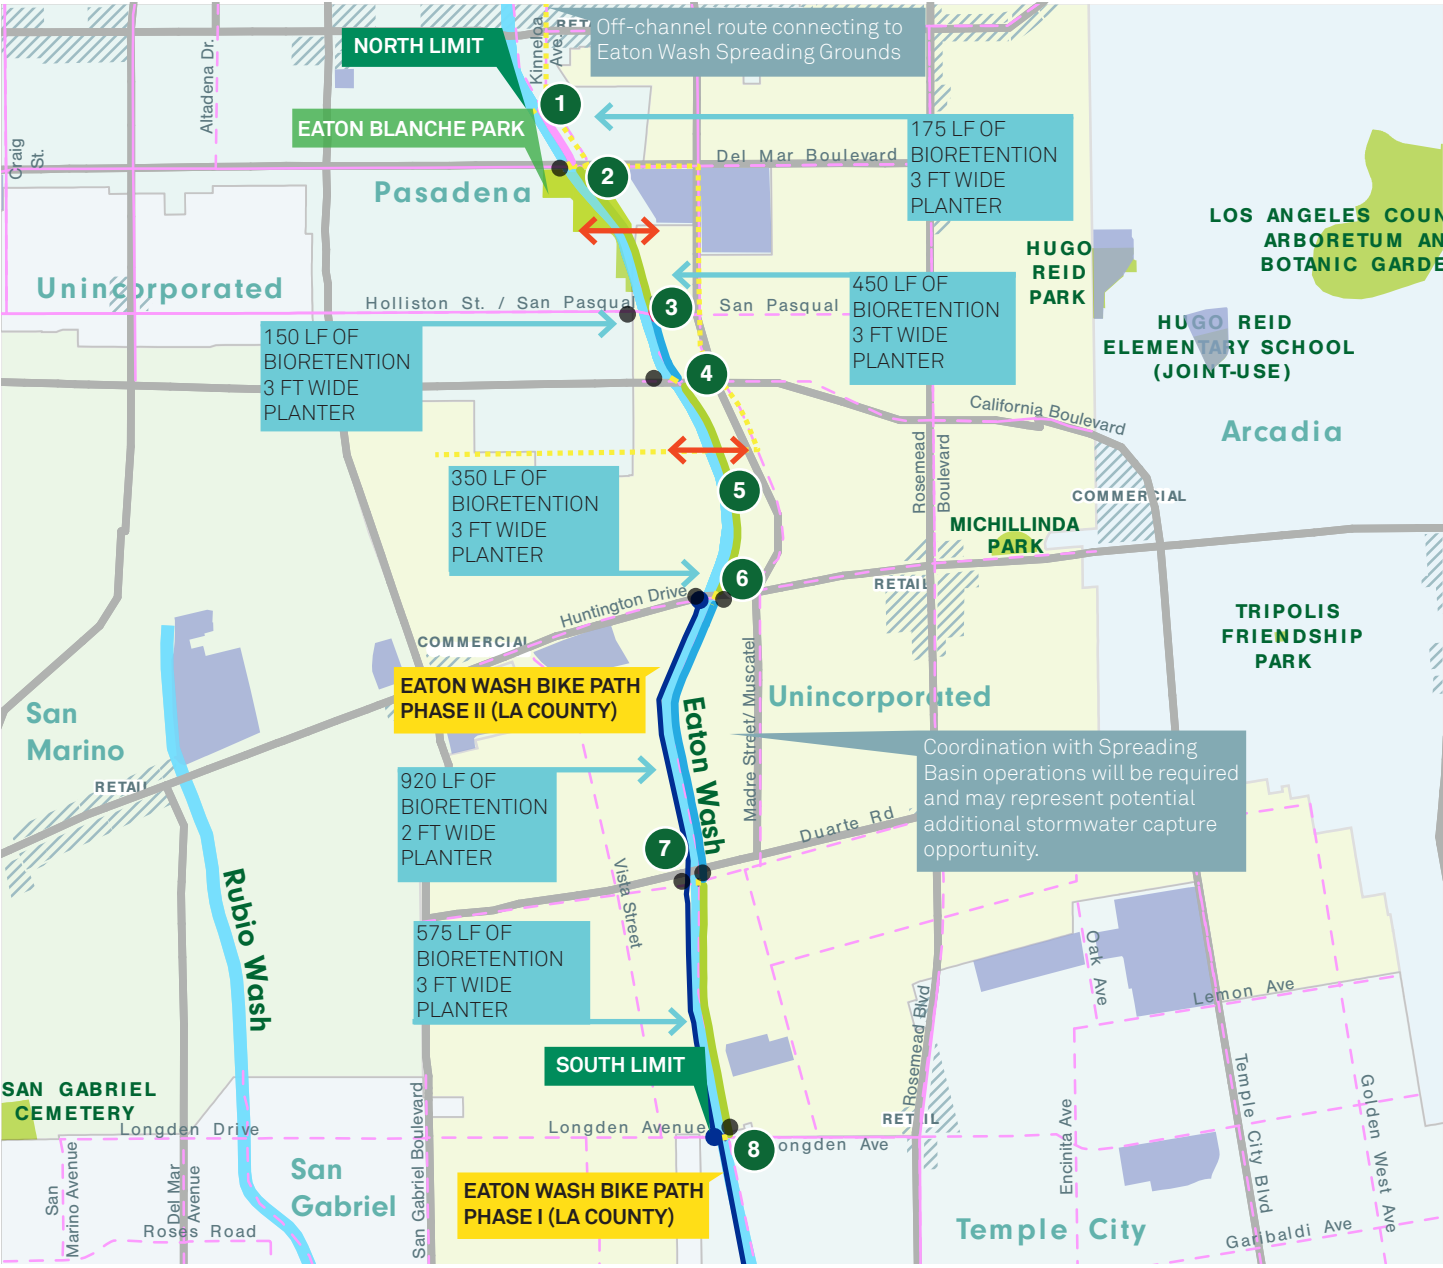 Off-channel route connecting to
Eaton Wash Spreading Grounds
NORTH LIMIT
Kinneloa
Ave.
Altadena Dr.
Craig
St.
1
EATON BLANCHE PARK
175 LF OF
BIORETENTION
3 FT WIDE
PLANTER
Del Mar Boulevard
2
Pasadena
LOS ANGELES COUN
ARBORETUM AN
BOTANIC GARDE
HUGO
REID
PARK
Unincorporated
Holliston St. / San Pasqual
3
San Pasqual
450 LF OF
BIORETENTION
3 FT WIDE
PLANTER
150 LF OF
BIORETENTION
3 FT WIDE
PLANTER
HUGO REID
ELEMENTARY SCHOOL
(JOINT-USE)
4
California Boulevard
Arcadia
Rosemead
Boulevard
350 LF OF
BIORETENTION
3 FT WIDE
PLANTER
5
COMMERCIAL
MICHILLINDA
PARK
6
RETAIL
Huntington Drive
COMMERCIAL
TRIPOLIS
FRIENDSHIP
PARK
EATON WASH BIKE PATH
PHASE II (LA COUNTY)
Unincorporated
San
Marino
Eaton Wash
Madre Street/ Muscatel
Coordination with Spreading
Basin operations will be required
and may represent potential
additional stormwater capture
opportunity.
RETAIL
920 LF OF
BIORETENTION
2 FT WIDE
PLANTER
Duarte Rd
7
Vista Street
Rubio Wash
575 LF OF
BIORETENTION
3 FT WIDE
PLANTER
Oak Ave
Lemon Ave
Rosemead Blvd
SOUTH LIMIT
SAN GABRIEL
CEMETERY
Longden Drive
San Gabriel Boulevard
Longden Avenue
8
ongden Ave
RETAIL
Encinita Ave
Temple City Blvd
Golden West Ave
San
Marino Avenue
Del Mar
Avenue
Roses Road
San
Gabriel
EATON WASH BIKE PATH
PHASE I (LA COUNTY)
Temple City
Garibaldi Ave